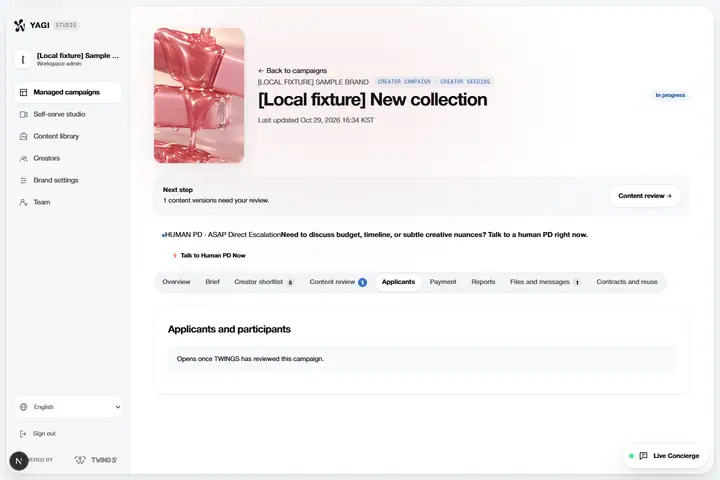 YAGI STUDIO
[Local fixture] Sample ...
Workspace admin
[
Managed campaigns
Self-serve studio
Content library
Creators
Brand settings
Team
English
Sign out
N
ERED BY
TWINGS
← Back to campaigns
[LOCAL FIXTURE] SAMPLE BRAND
CREATOR CAMPAIGN · CREATOR SEEDING
[Local fixture] New collection
Last updated Oct 29, 2026 16:34 KST
In progress
Next step
1 content versions need your review.
Content review →
HUMAN PD · ASAP Direct EscalationNeed to discuss budget, timeline, or subtle creative nuances? Talk to a human PD right now.
Talk to Human PD Now
Overview
Brief
Creator shortlist 5
Content review 1
Applicants
Payment
Reports
Files and messages 1
Contracts and reuse
Applicants and participants
Opens once TWINGS has reviewed this campaign.
Live Concierge